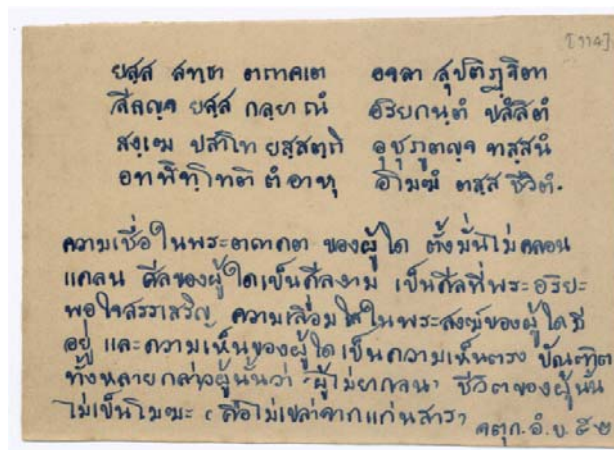 [๖๖๔]
ยสฺส สทฺธา ตถาคเต อจลา สุปติฏฺฐิตา
สีลญฺจ ยสฺส กลฺยาณํ อริยกนฺตํ ปสํสิตํ
สงฺเฆ ปสาโท ยสฺสตฺถิ อุชุภูตญฺจ ทสฺสนํ
อทฬิทฺโทติ ตํ อาหุ อโมฆํ ตสฺส ชีวิตํ.
ความเชื่อในพระตถาคต ของผู้ใด ตั้งมั่นไม่คลอน
แคลน ศีลของผู้ใดเป็นศีลงาม เป็นศีลที่พระอริยะ
พอใจสรรเสริญ ความเลื่อมใสในพระสงฆ์ของผู้ใดมี
อยู่ และความเห็นของผู้ใดเป็นความเห็นตรง บัณฑิต
ทั้งหลายกล่าวผู้นั้นว่า "ผู้ไม่ยากจน" ชีวิตของผู้นั้น
ไม่เป็นโมฆะ (คือไม่เปล่าจากแก่นสาร)
จตุก. อํ. ๒. ๕๒